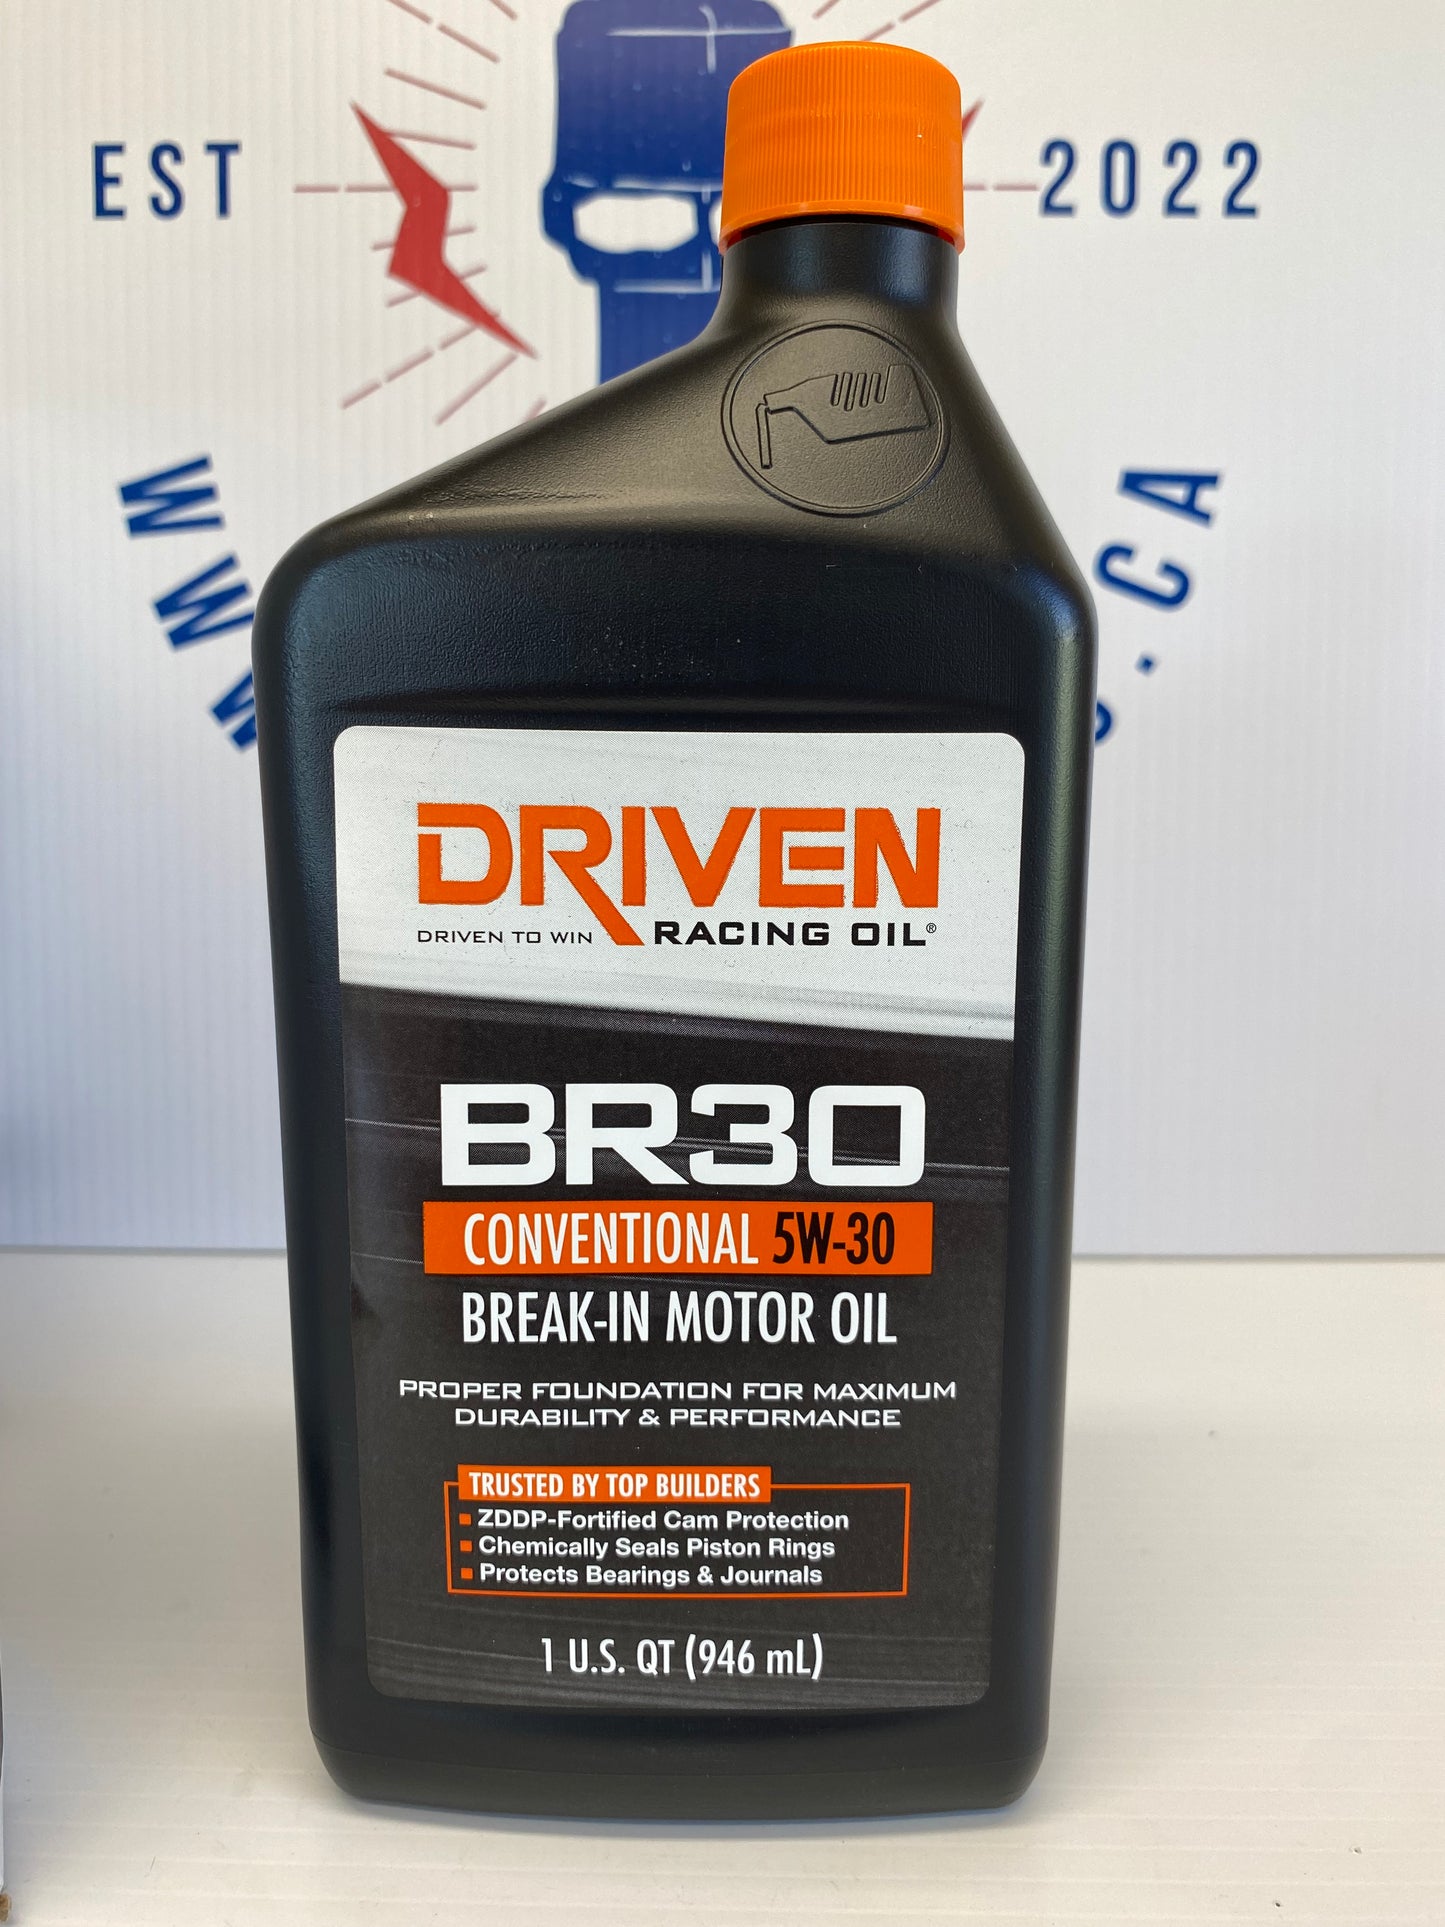 EST
2022
WWW
.CA
DRIVEN
DRIVEN TO WIN RACING OIL®
BR30
CONVENTIONAL 5W-30
BREAK-IN MOTOR OIL
PROPER FOUNDATION FOR MAXIMUM
DURABILITY & PERFORMANCE
TRUSTED BY TOP BUILDERS
ZDDP-Fortified Cam Protection
Chemically Seals Piston Rings
Protects Bearings & Journals
1 U.S. QT (946 mL)